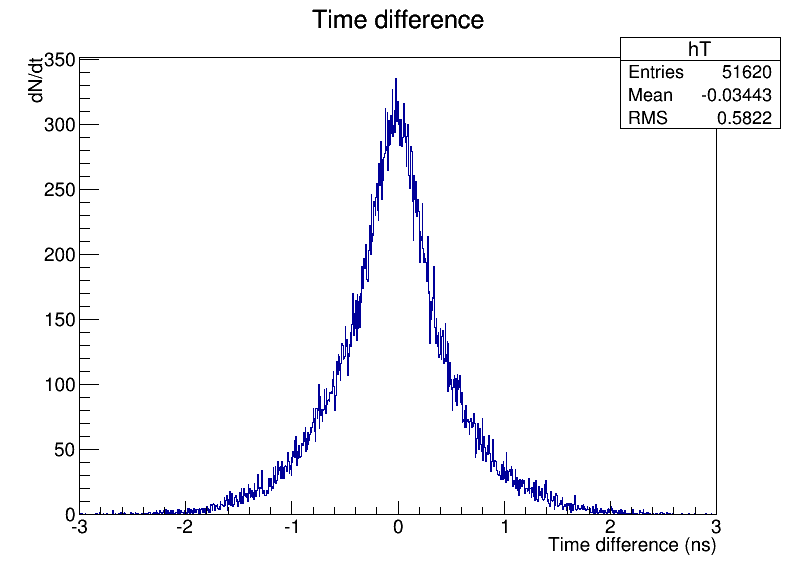 Time difference
hT
Entries 51620
Mean -0.03443
RMS 0.5822
dN/dt
350
300
250
200
150
100
50
0
-3 -2 -1 0 1 2 3
Time difference (ns)